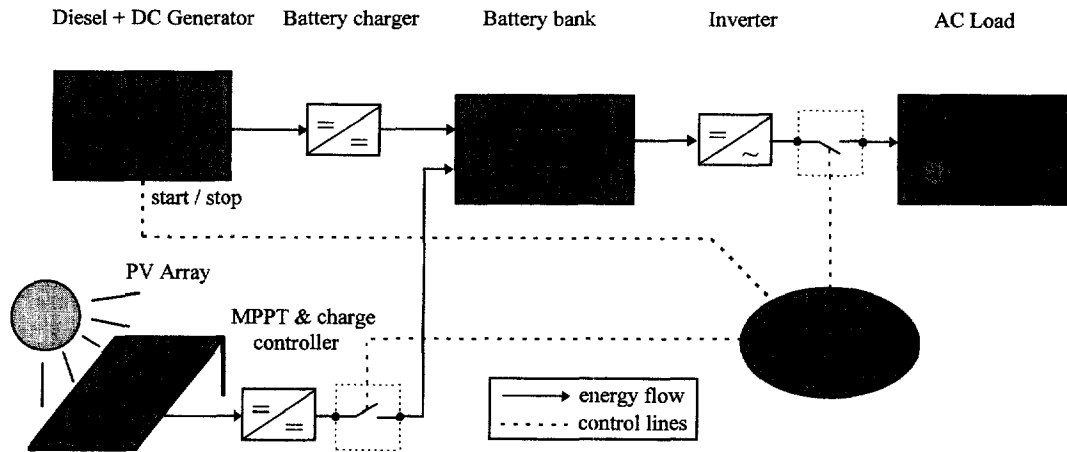 Diesel + DC Generator
Battery charger
Battery bank
Inverter
AC Load
start / stop
PV Array
MPPT & charge
controller
energy flow
control lines